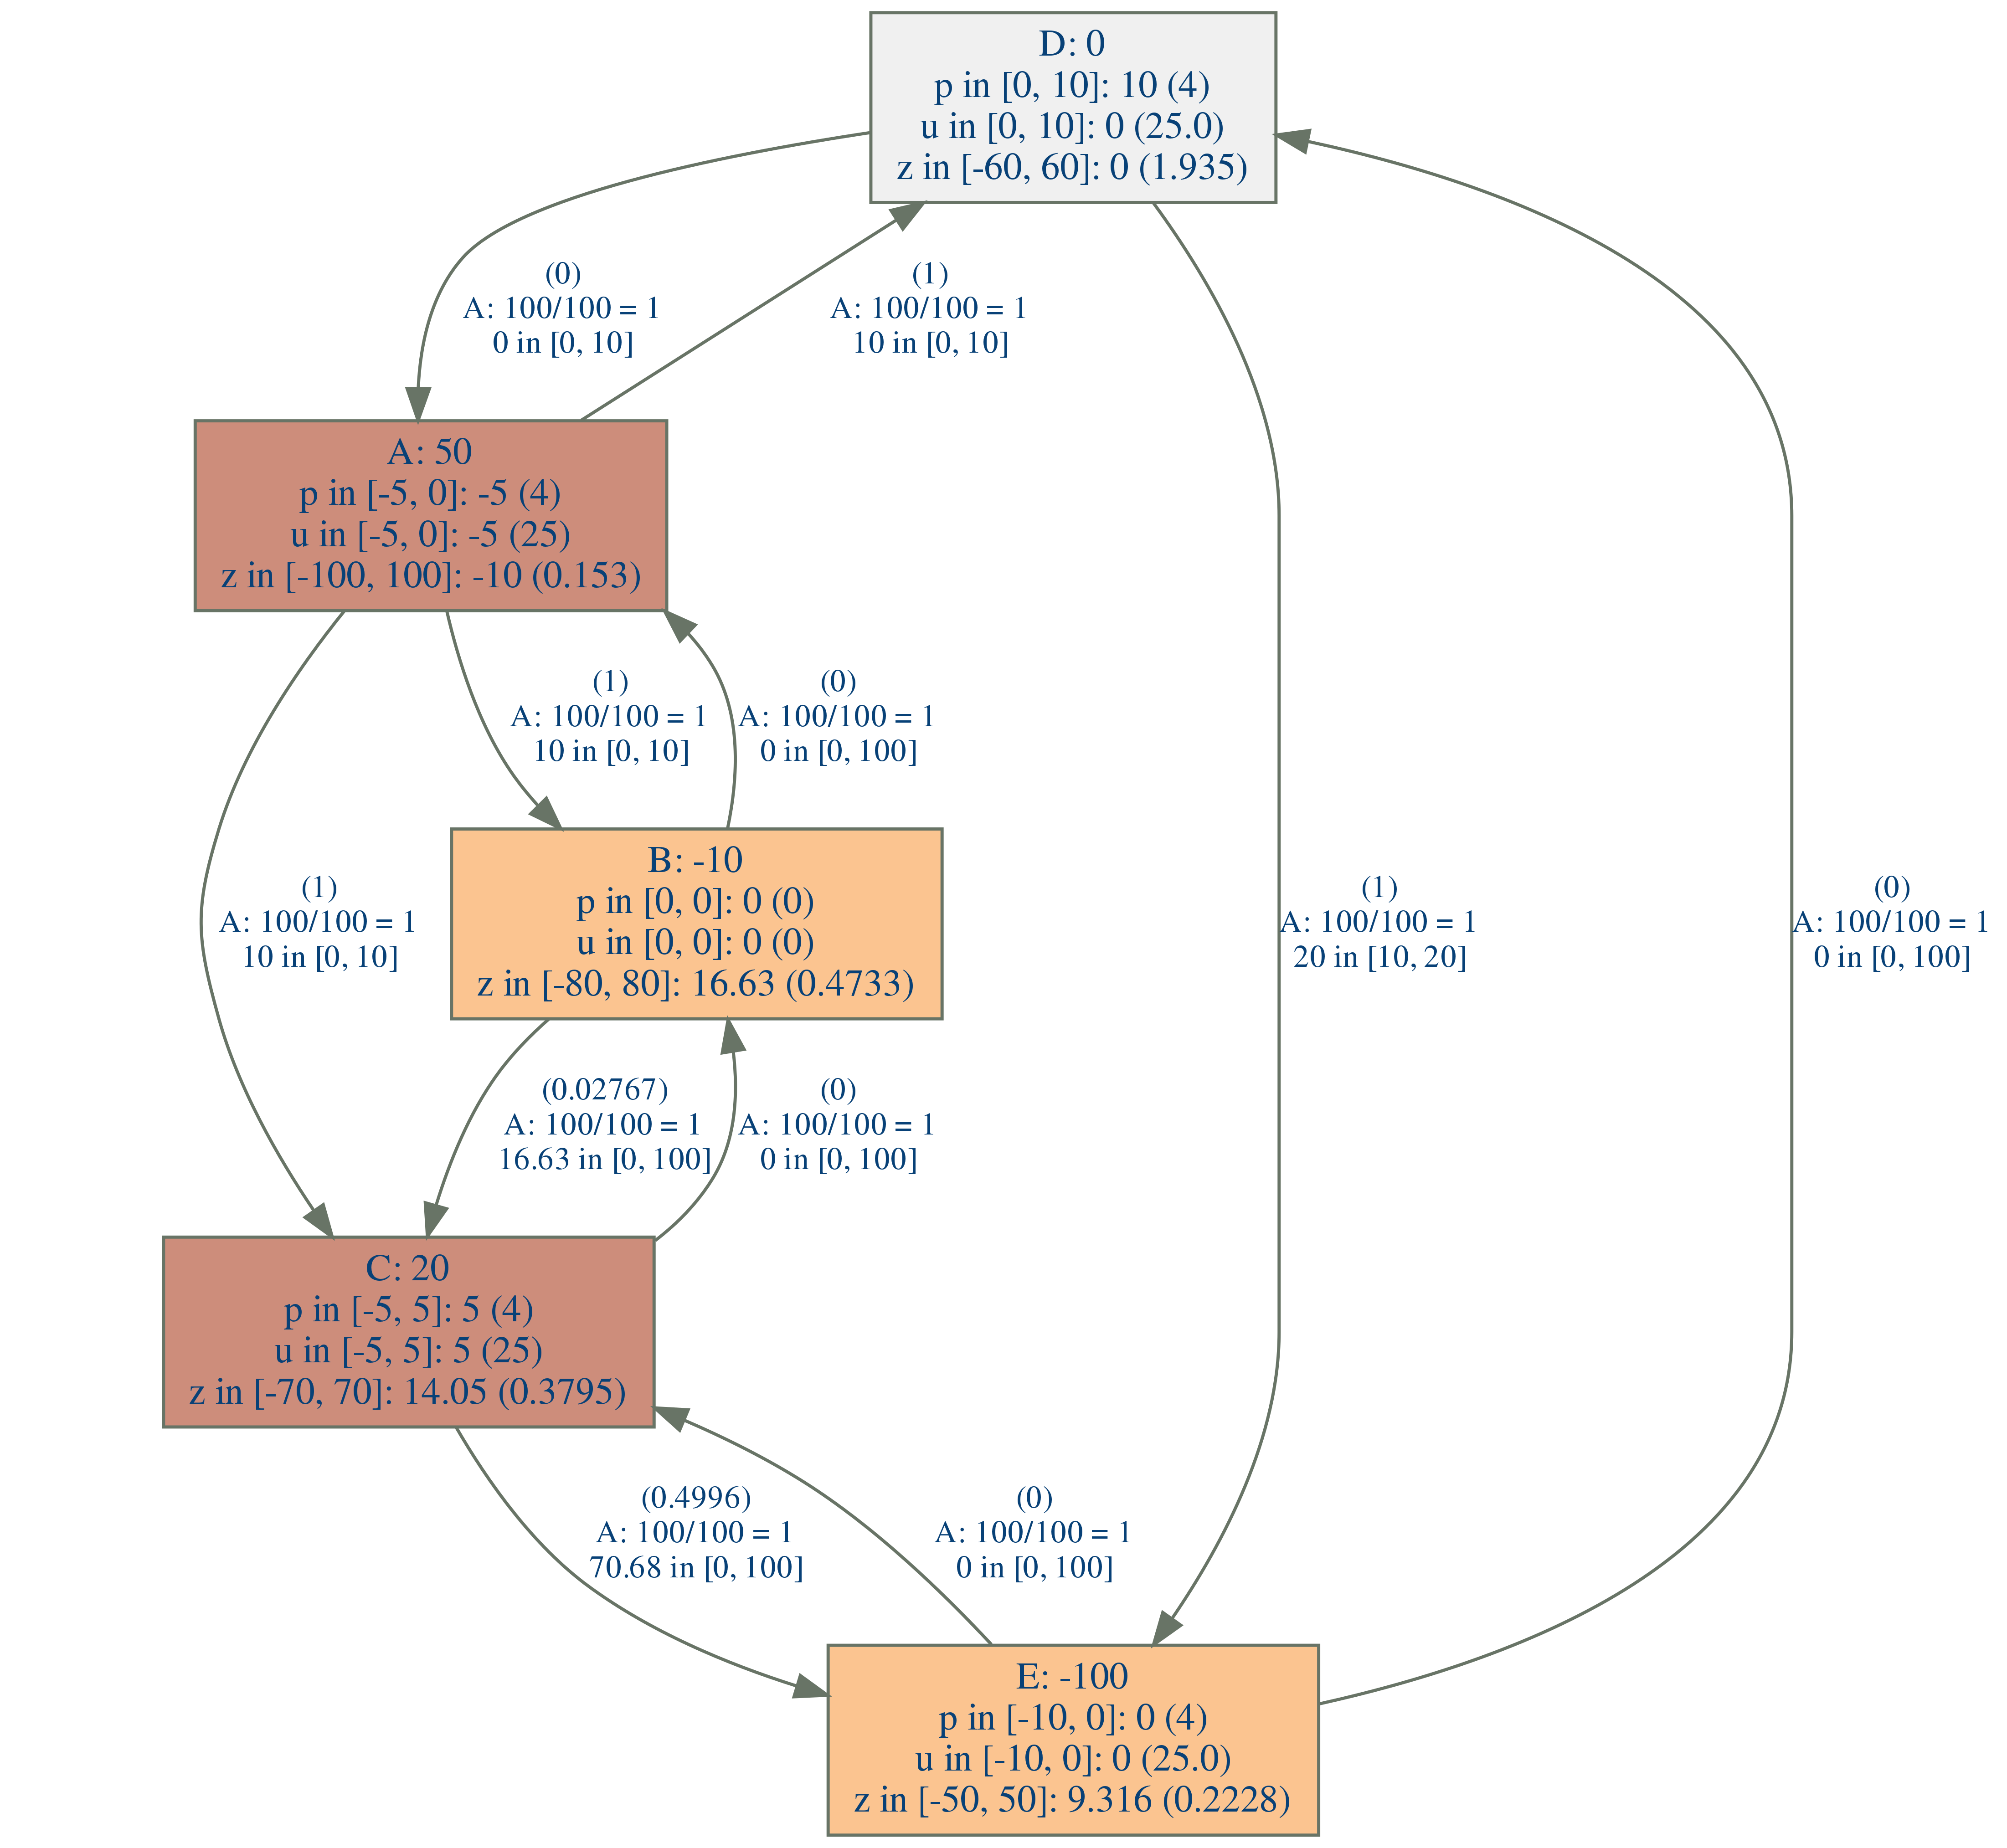 D: 0
p in [0, 10]: 10 (4)
u in [0, 10]: 0 (25.0)
z in [-60, 60]: 0 (1.935)
(0)
A: 100/100 = 1
0 in [0, 10]
(1)
A: 100/100 = 1
10 in [0, 10]
A: 50
p in [-5, 0]: -5 (4)
u in [-5, 0]: -5 (25)
z in [-100, 100]: -10 (0.153)
(1)
A: 100/100 = 1
10 in [0, 10]
(0)
A: 100/100 = 1
0 in [0, 100]
B: -10
p in [0, 0]: 0 (0)
u in [0, 0]: 0 (0)
z in [-80, 80]: 16.63 (0.4733)
(1)
A: 100/100 = 1
10 in [0, 10]
(1)
A: 100/100 = 1
20 in [10, 20]
(0)
A: 100/100 = 1
0 in [0, 100]
(0.02767)
A: 100/100 = 1
16.63 in [0, 100]
(0)
A: 100/100 = 1
0 in [0, 100]
C: 20
p in [-5, 5]: 5 (4)
u in [-5, 5]: 5 (25)
z in [-70, 70]: 14.05 (0.3795)
(0.4996)
A: 100/100 = 1
70.68 in [0, 100]
(0)
A: 100/100 = 1
0 in [0, 100]
E: -100
p in [-10, 0]: 0 (4)
u in [-10, 0]: 0 (25.0)
z in [-50, 50]: 9.316 (0.2228)